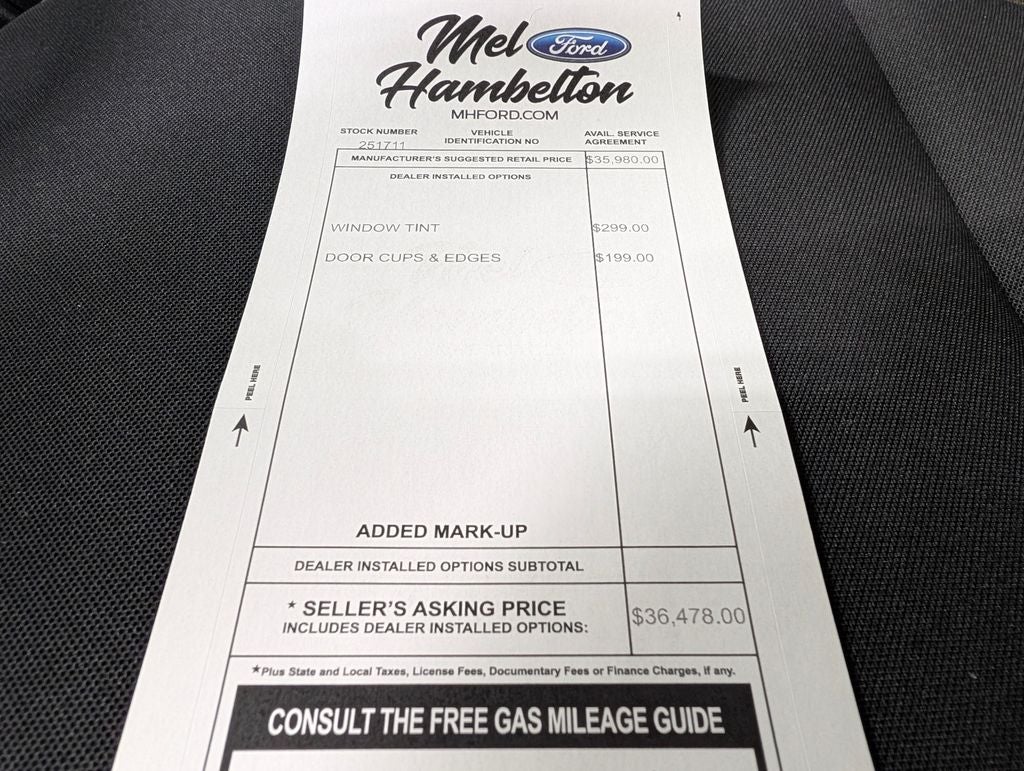 Mel Ford
Hambelton
MHFORD.COM
STOCK NUMBER
251711
VEHICLE
IDENTIFICATION NO
AVAIL. SERVICE
AGREEMENT
MANUFACTURER'S SUGGESTED RETAIL PRICE $35,980.00
DEALER INSTALLED OPTIONS
WINDOW TINT $299.00
DOOR CUPS & EDGES $199.00
PEEL HERE
PEEL HERE
ADDED MARK-UP
DEALER INSTALLED OPTIONS SUBTOTAL
* SELLER'S ASKING PRICE
INCLUDES DEALER INSTALLED OPTIONS:
$36,478.00
*Plus State and Local Taxes, License Fees, Documentary Fees or Finance Charges, if any.
CONSULT THE FREE GAS MILEAGE GUIDE